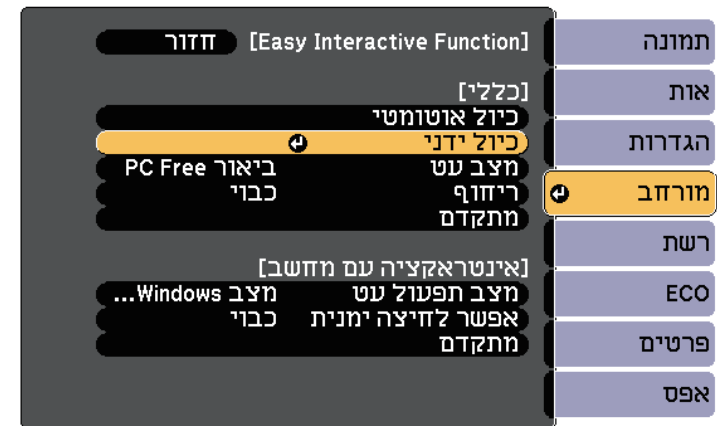 תמונה
אות
הגדרות
מורחב
רשת
ECO
פרטים
אפס
[Easy Interactive Function] חזור
[כללי]
כיול אוטומטי
כיול ידני
מצב עט ביאור PC Free
ריחוף כבוי
מתקדם
[אינטראקציה עם מחשב]
מצב תפעול עט מצב Windows...
אפשר לחיצה ימנית כבוי
מתקדם